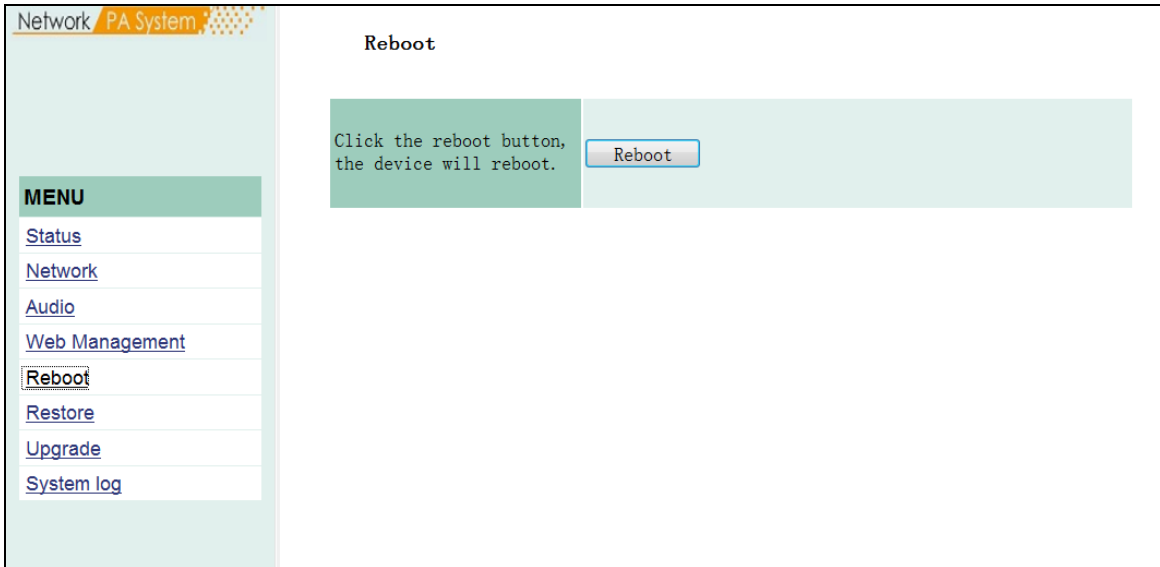 Network PA System
MENU
Status
Network
Audio
Web Management
Reboot
Restore
Upgrade
System log
Reboot
Click the reboot button,
the device will reboot.
Reboot